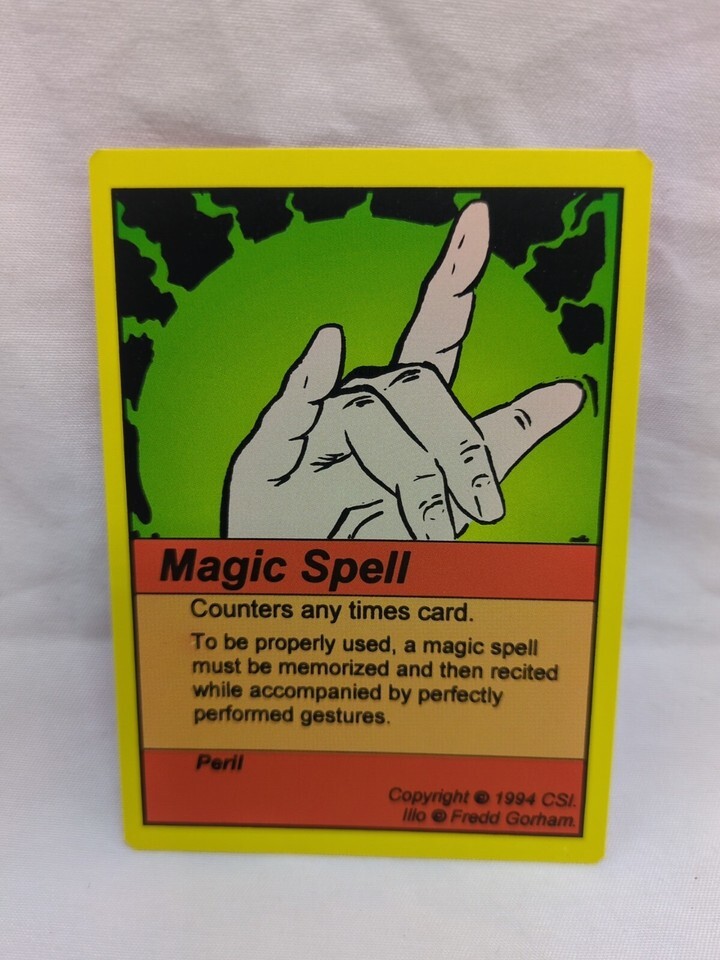 Magic Spell
Counters any times card.
To be properly used, a magic spell
must be memorized and then recited
while accompanied by perfectly
performed gestures.
Peril
Copyright © 1994 CSI.
Illo © Fredd Gorham.